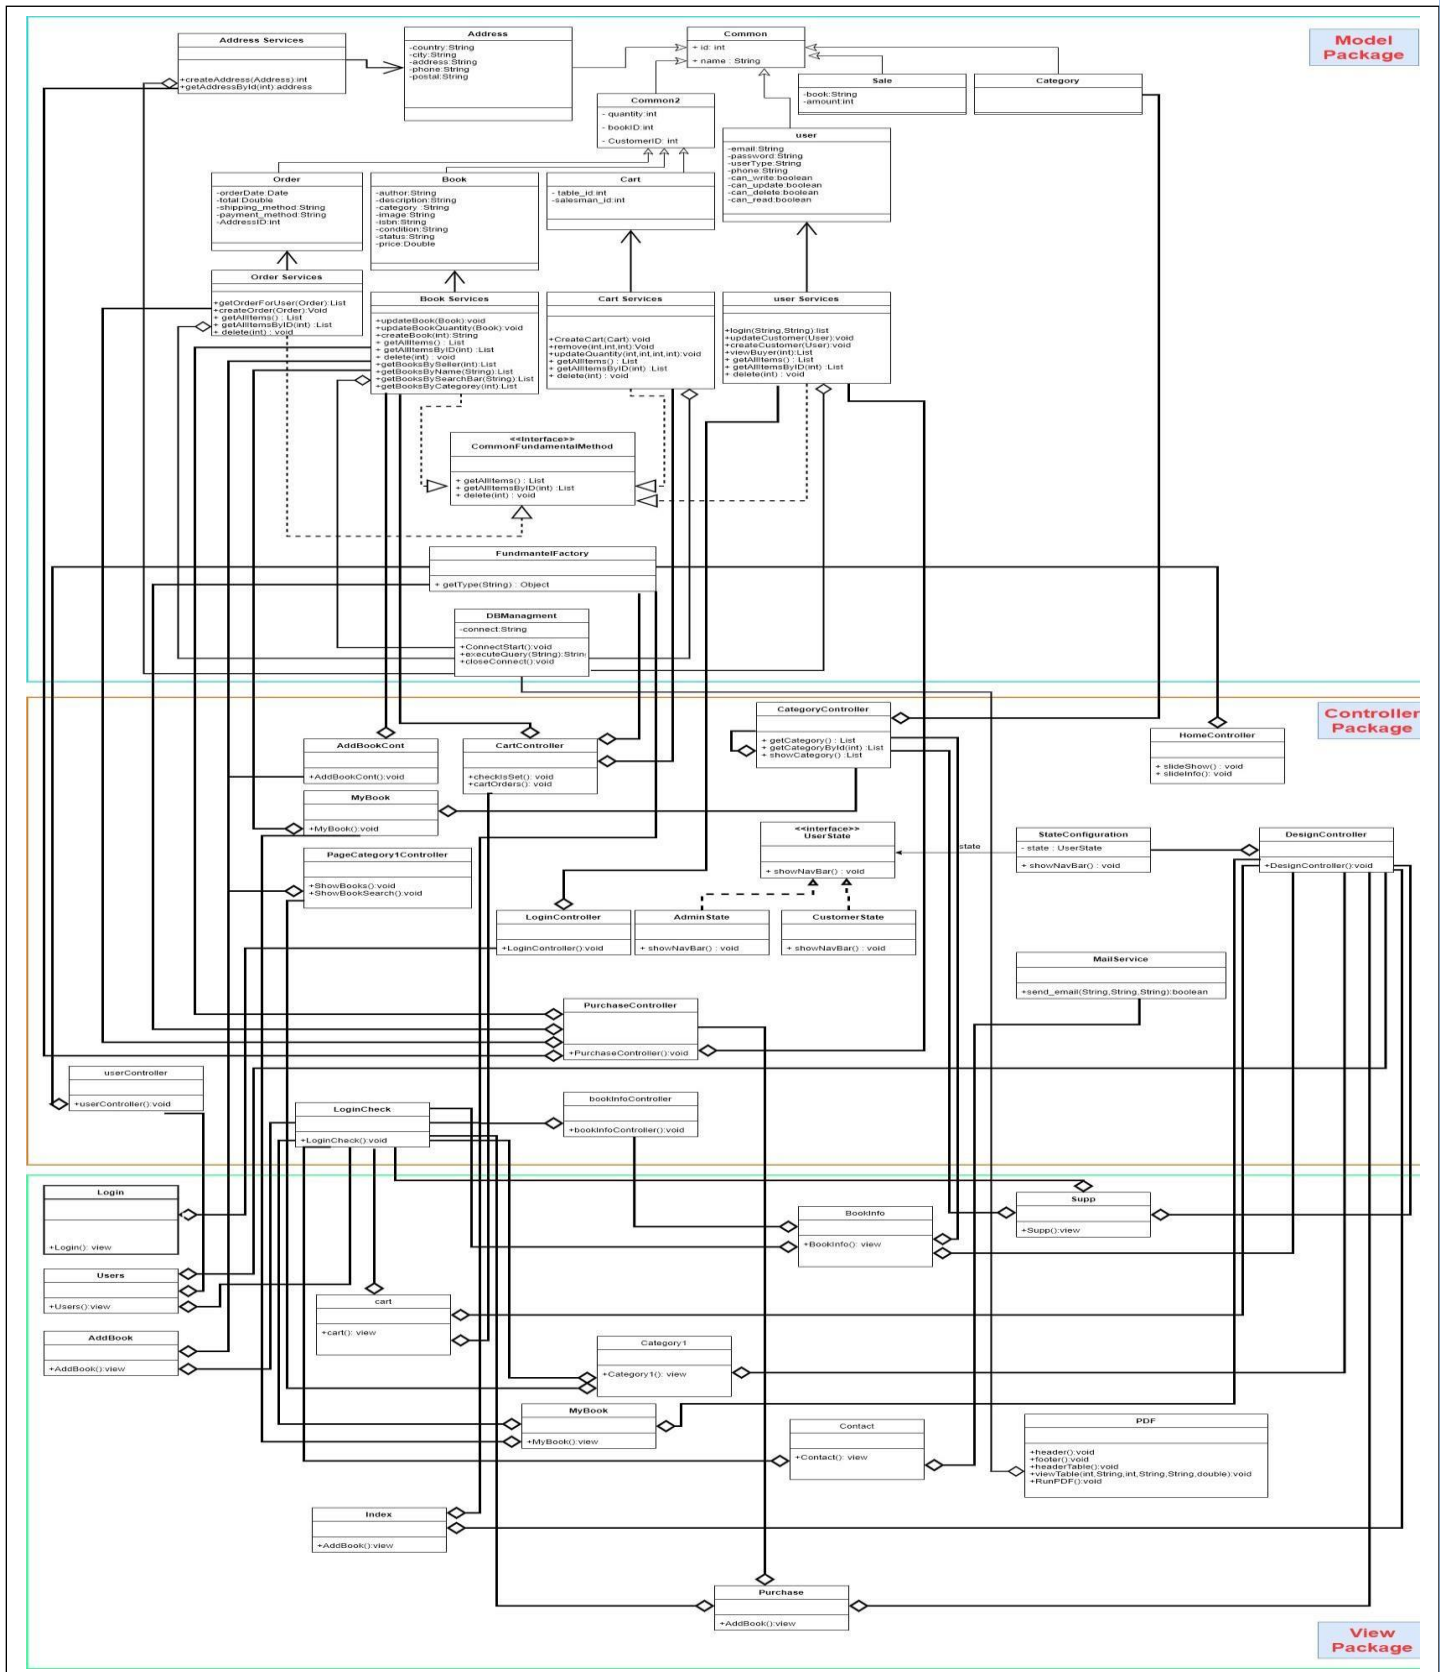 Model
Package
Address Services
+createAddress(Address):int
+getAddressById(int):address
Address
-country:String
-city:String
-address:String
-phone:String
-postal:String
Common
+ id: int
+ name : String
Sale
-book:String
-amount:int
Category
Common2
- quantity:int
- bookID:int
- CustomerID: int
user
-email:String
-password:String
-userType:String
-phone:String
-can_write:boolean
-can_update:boolean
-can_delete:boolean
-can_read:boolean
Order
-orderDate:Date
-total:Double
-shipping_method:String
-payment_method:String
-AddressID:int
Book
-author:String
-description:String
-category :String
-image:String
-isbn:String
-condition:String
-status:String
-price:Double
Cart
- table_id:int
-salesman_id:int
Order Services
+getOrderForUser(Order):List
+createOrder(Order):Void
+ getAllItems() : List
+ getAllItemsByID(int) :List
+ delete(int) : void
Book Services
+updateBook(Book):void
+updateBookQuantity(Book):void
+createBook(int):String
+ getAllItems() : List
+ getAllItemsByID(int) :List
+ delete(int) : void
+getBooksBySeller(int):List
+getBooksByName(String):List
+getBooksBySearchBar(String):List
+getBooksByCategorey(int):List
Cart Services
+CreateCart(Cart):void
+remove(int,int,int):Void
+updateQuantity(int,int,int,int):void
+ getAllItems() : List
+ getAllItemsByID(int) :List
+ delete(int) : void
user Services
+login(String,String):list
+updateCustomer(User):void
+createCustomer(User):void
+viewBuyer(int):List
+ getAllItems() : List
+ getAllItemsByID(int) :List
+ delete(int) : void
<<Interface>>
CommonFundamentalMethod
+ getAllItems() : List
+ getAllItemsByID(int) :List
+ delete(int) : void
FundmantelFactory
+ getType(String) : Object
DBManagment
-connect:String
+ConnectStart():void
+executeQuery(String):Strin
+closeConnect():void
Controller
Package
AddBookCont
+AddBookCont():void
CartController
+checkIsSet(): void
+cartOrders(): void
CategoryController
+ getCategory() : List
+ getCategoryById(int) :List
+ showCategory() :List
HomeController
+ slideShow() : void
+ slideInfo(): void
MyBook
+MyBook():void
PageCategory1Controller
+ShowBooks():void
+ShowBookSearch():void
<<interface>>
UserState
+ showNavBar() : void
state
StateConfiguration
- state : UserState
+ showNavBar() : void
DesignController
+DesignController():void
LoginController
+LoginController():void
AdminState
+ showNavBar() : void
CustomerState
+ showNavBar() : void
MailService
+send_email(String,String,String):boolean
PurchaseController
+PurchaseController():void
userController
+userController():void
LoginCheck
+LoginCheck():void
bookInfoController
+bookInfoController():void
Login
+Login(): view
Supp
+Supp():view
BookInfo
+BookInfo(): view
Users
+Users():view
cart
+cart(): view
AddBook
+AddBook():view
Category1
+Category1(): view
MyBook
+MyBook():view
Contact
+Contact(): view
PDF
+header():void
+footer():void
+headerTable():void
+viewTable(int,String,int,String,String,double):void
+RunPDF():void
Index
+AddBook():view
Purchase
+AddBook():view
View
Package